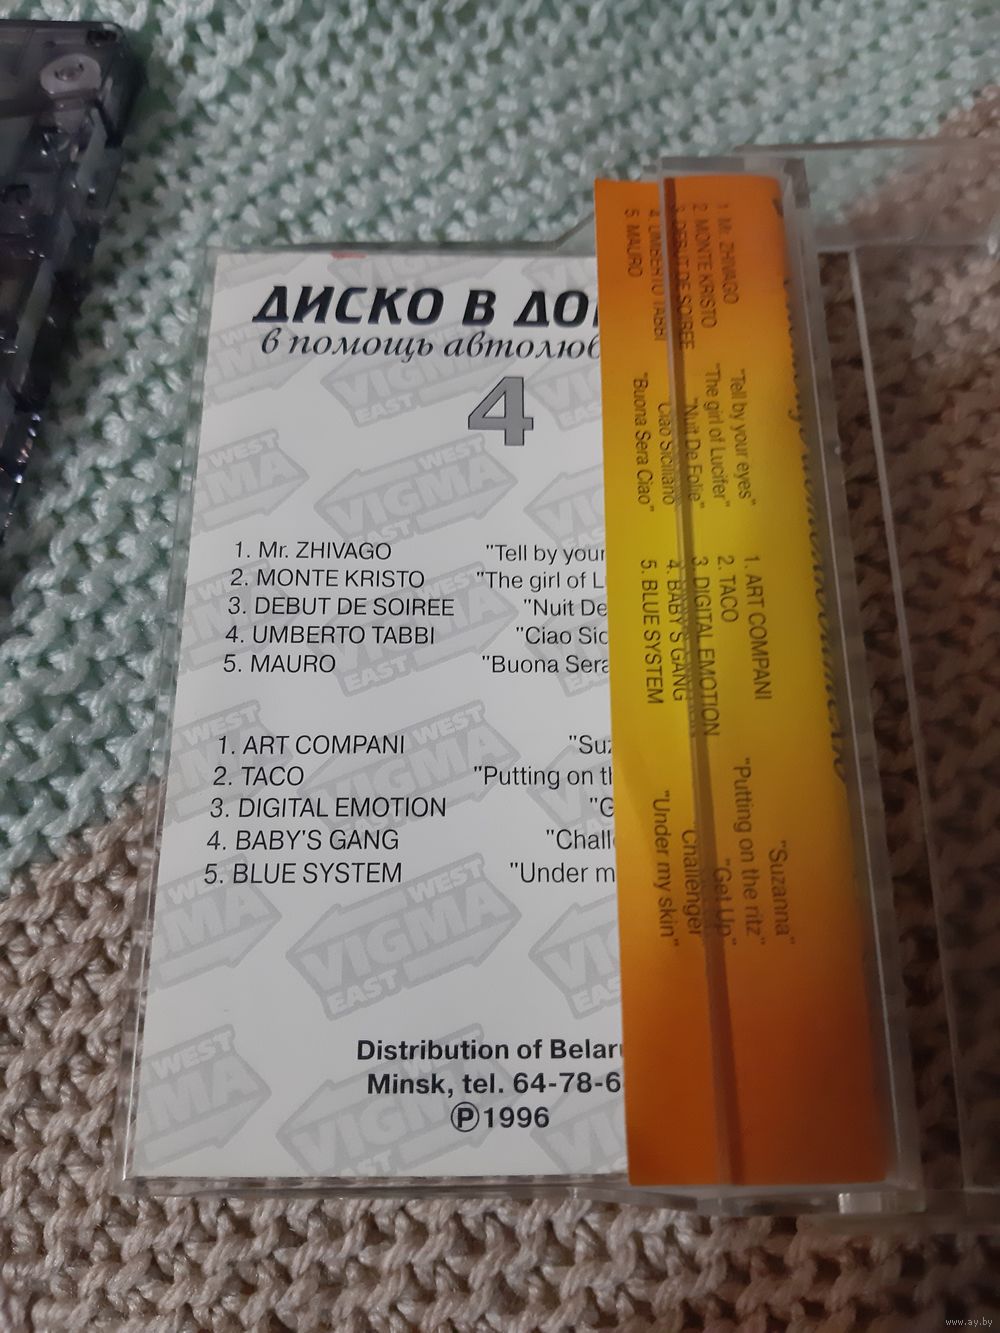 ДИСКО В ДО
в помощь автолюб
4
1. Mr. ZHIVAGO "Tell by your
2. MONTE KRISTO "The girl of L
3. DEBUT DE SOIREE "Nuit De
4. UMBERTO TABBI "Ciao Sic
5. MAURO "Buona Sera
1. ART COMPANI "Suz
2. TACO "Putting on th
3. DIGITAL EMOTION "G
4. BABY'S GANG "Chall
5. BLUE SYSTEM "Under m
Distribution of Belaru
Minsk, tel. 64-78-6
Ⓟ1996
WEST VIGMA EAST
1. Mr. ZHIVAGO "Tell by your eyes"
2. MONTE KRISTO "The girl of Lucifer"
3. DEBUT DE SOIREE "Nuit De Folie"
4. UMBERTO TABBI "Ciao Siciliano
5. MAURO "Buona Sera Ciao"
1. ART COMPANI "Suzanna"
2. TACO "Putting on the ritz"
3. DIGITAL EMOTION "Get Up"
4. BABY'S GANG "Challenger
5. BLUE SYSTEM "Under my skin"
www.ay.by